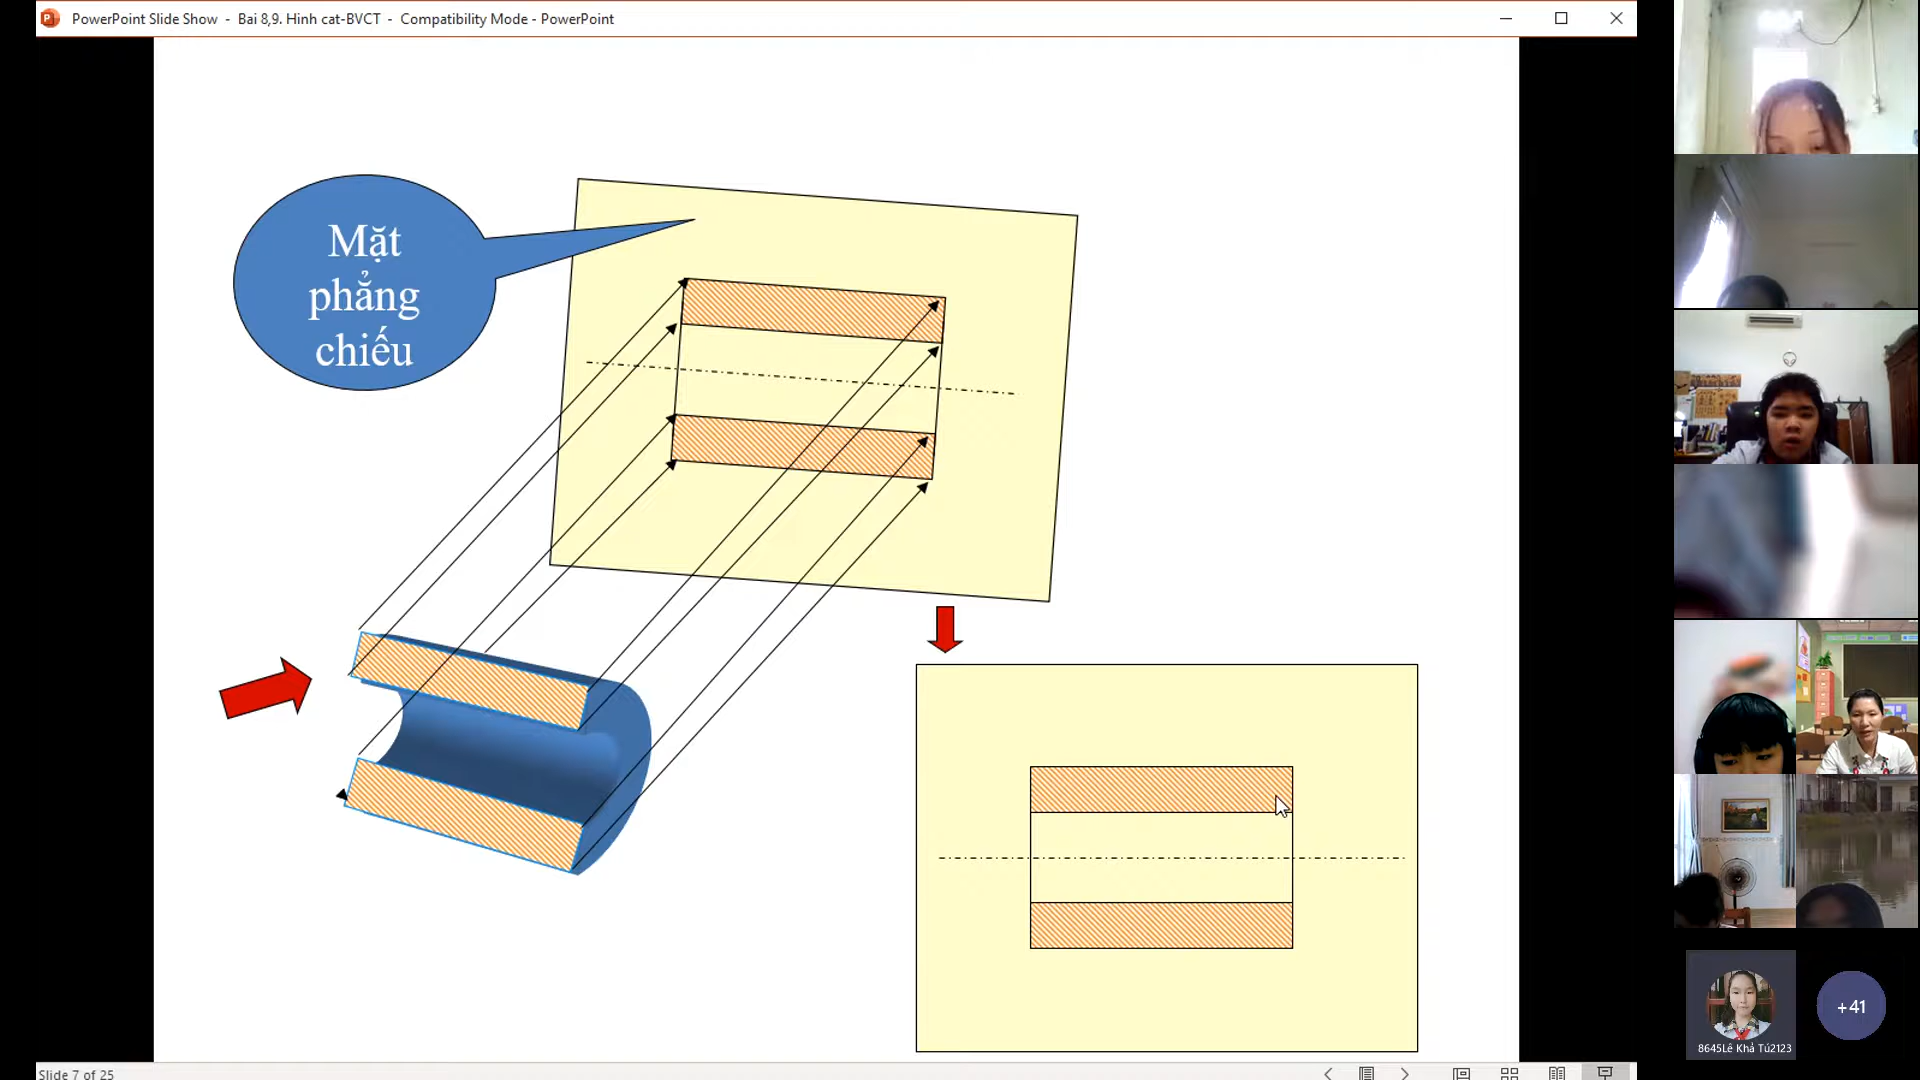 PowerPoint Slide Show - Bai 8,9. Hinh cat-BVCT - Compatibility Mode - PowerPoint
Mặt
phẳng
chiếu
+41
8645Lê Khả Tú2123
Slide 7 of 25